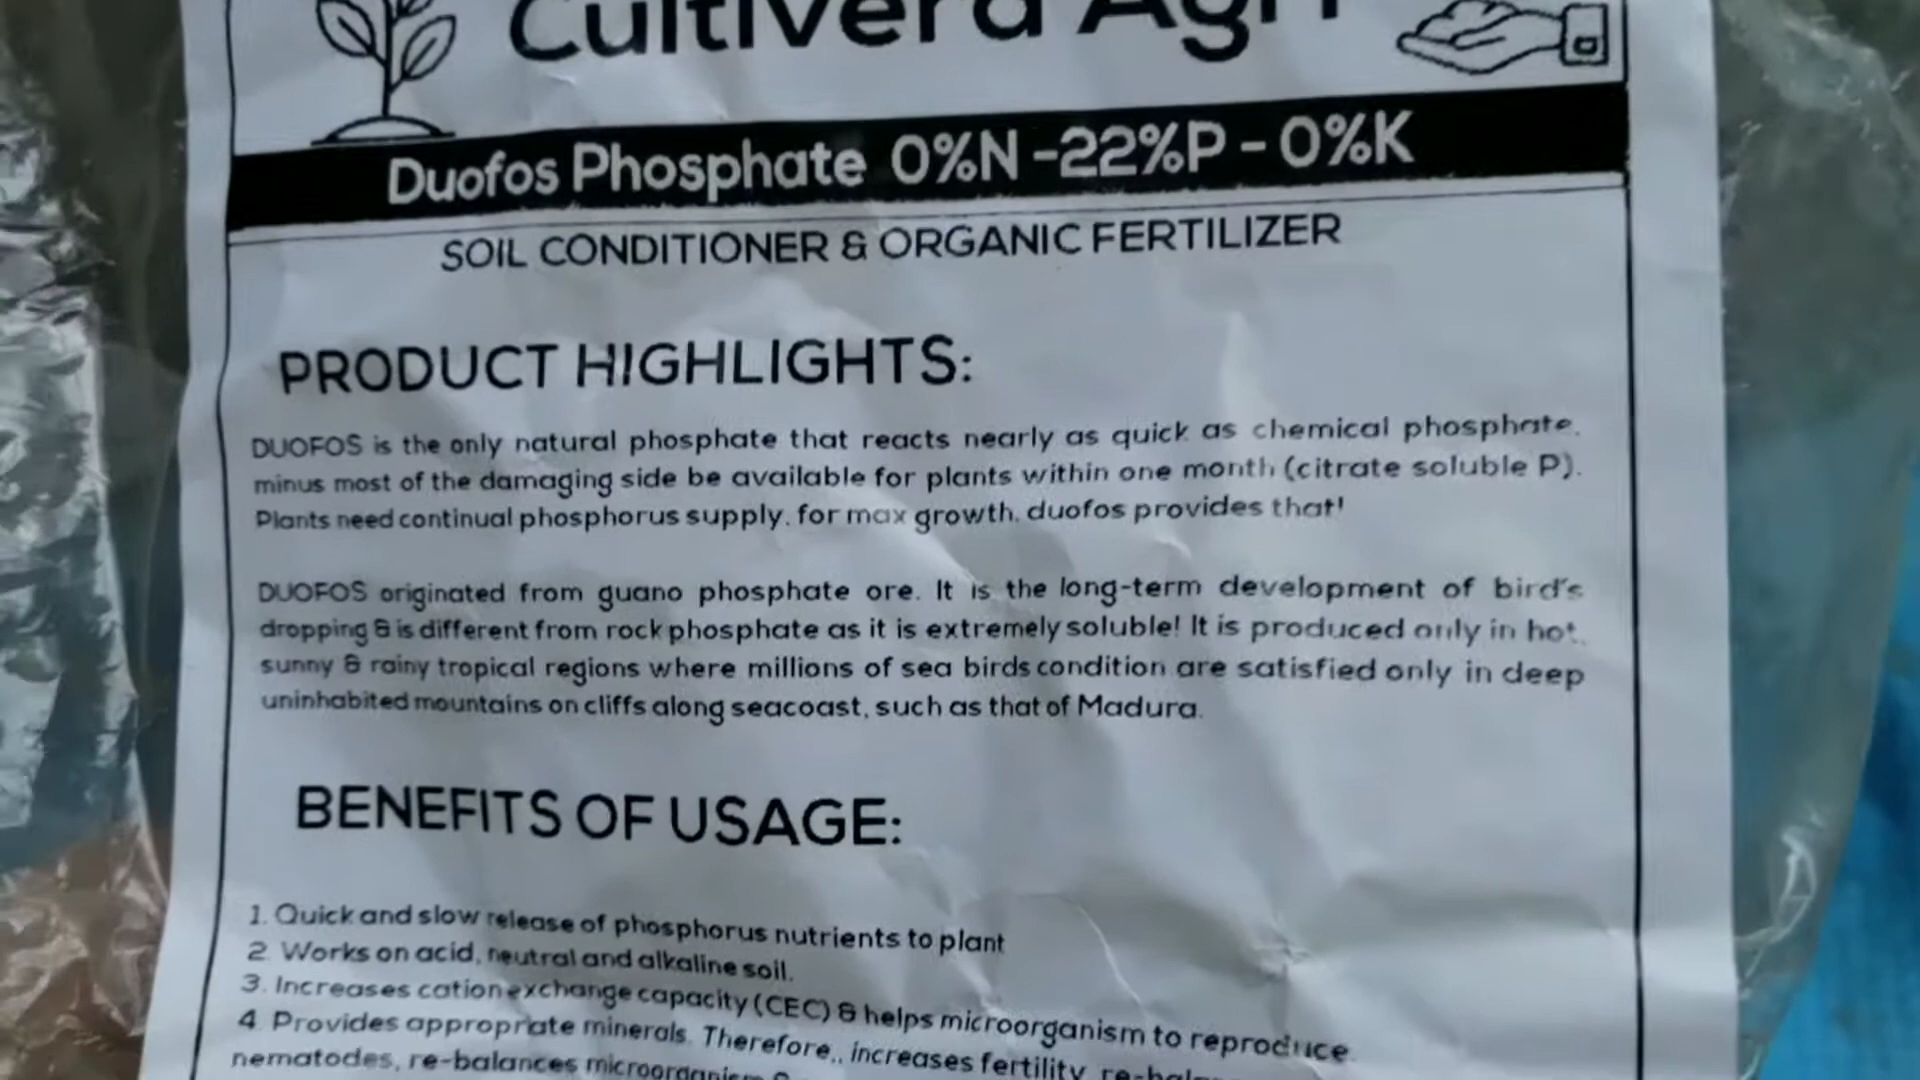 Cultivera Agri
Duofos Phosphate 0%N -22%P - 0%K
SOIL CONDITIONER & ORGANIC FERTILIZER
PRODUCT HIGHLIGHTS:
DUOFOS is the only natural phosphate that reacts nearly as quick as chemical phosphate,
minus most of the damaging side be available for plants within one month (citrate soluble P).
Plants need continual phosphorus supply, for max growth, duofos provides that!
DUOFOS originated from guano phosphate ore. It is the long-term development of bird's
dropping & is different from rock phosphate as it is extremely soluble! It is produced only in hot,
sunny & rainy tropical regions where millions of sea birds condition are satisfied only in deep
uninhabited mountains on cliffs along seacoast, such as that of Madura.
BENEFITS OF USAGE:
1. Quick and slow release of phosphorus nutrients to plant
2. Works on acid, neutral and alkaline soil.
3. Increases cation exchange capacity (CEC) & helps microorganism to reproduce.
4. Provides approprate minerals. Therefore,, increases fertility,
nematodes, re-balances microorganism